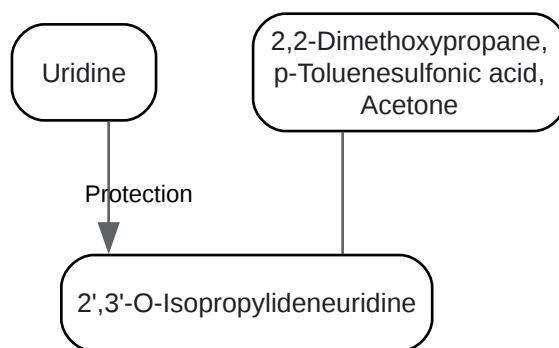 Uridine
2,2-Dimethoxypropane,
p-Toluenesulfonic acid,
Acetone
Protection
2',3'-O-Isopropylideneuridine